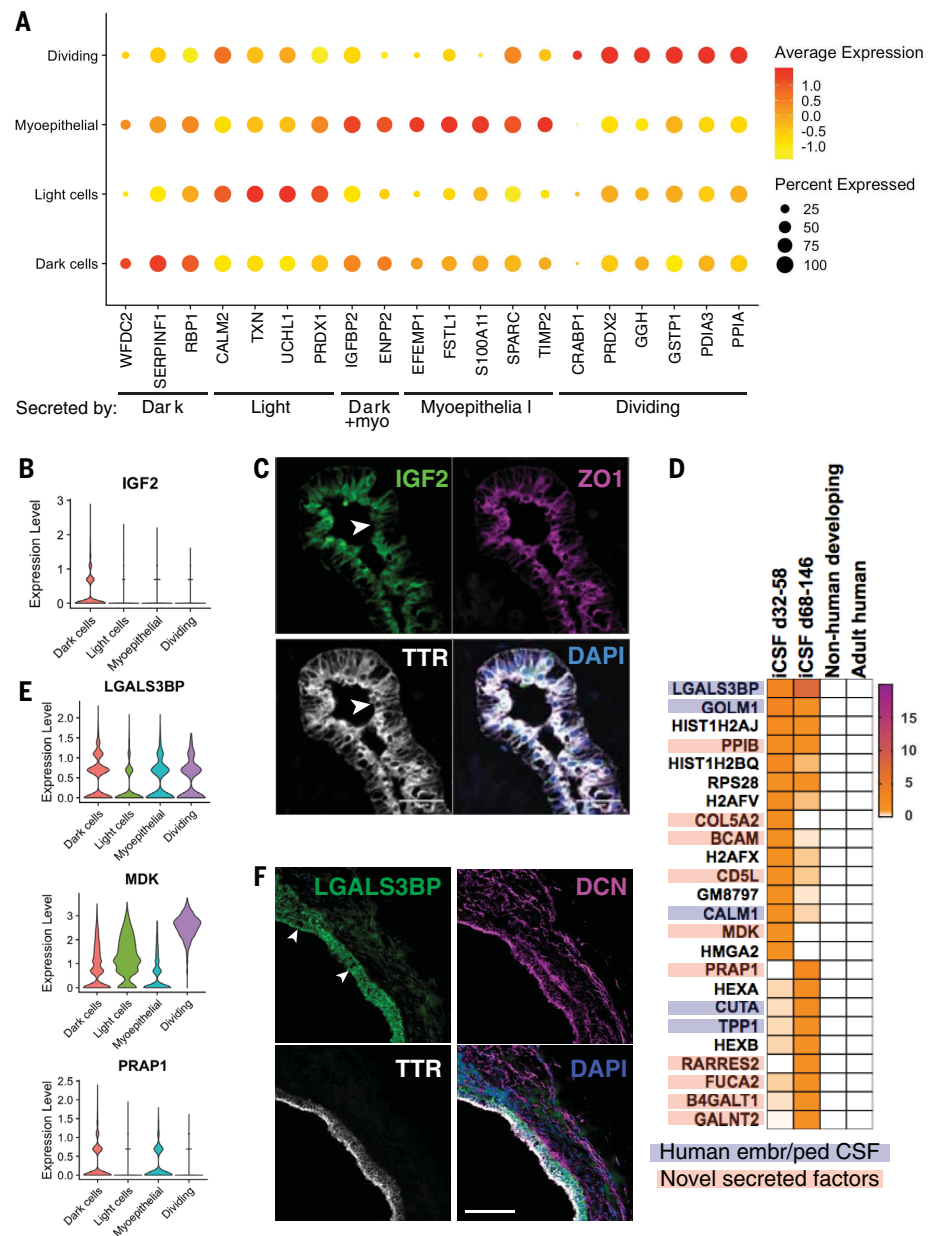 A
Dividing
Myoepithelial
Light cells
Dark cells
WFDC2
SERPINF1
RBP1
CALM2
TXN
UCHL1
PRDX1
IGFBP2
ENPP2
EFEMP1
FSTL1
S100A11
SPARC
TIMP2
CRABP1
PRDX2
GGH
GSTP1
PDIA3
PPIA
Secreted by:
Dar k
Light
Dark
+myo
Myoepithelia l
Dividing
Average Expression
1.0
0.5
0.0
-0.5
-1.0
Percent Expressed
25
50
75
100
B
IGF2
Expression Level
3
2
1
0
Dark cells
Light cells
Myoepithelial
Dividing
C
IGF2
ZO1
TTR
DAPI
D
iCSF d32-58
iCSF d68-146
Non-human developing
Adult human
LGALS3BP
GOLM1
HIST1H2AJ
PPIB
HIST1H2BQ
RPS28
H2AFV
COL5A2
BCAM
H2AFX
CD5L
GM8797
CALM1
MDK
HMGA2
PRAP1
HEXA
CUTA
TPP1
HEXB
RARRES2
FUCA2
B4GALT1
GALNT2
15
10
5
0
Human embr/ped CSF
Novel secreted factors
E
LGALS3BP
Expression Level
2.0
1.5
1.0
0.5
0.0
Dark cells
Light cells
Myoepithelial
Dividing
MDK
Expression Level
3
2
1
0
Dark cells
Light cells
Myoepithelial
Dividing
PRAP1
Expression Level
2.5
2.0
1.5
1.0
0.5
0.0
Dark cells
Light cells
Myoepithelial
Dividing
F
LGALS3BP
DCN
TTR
DAPI